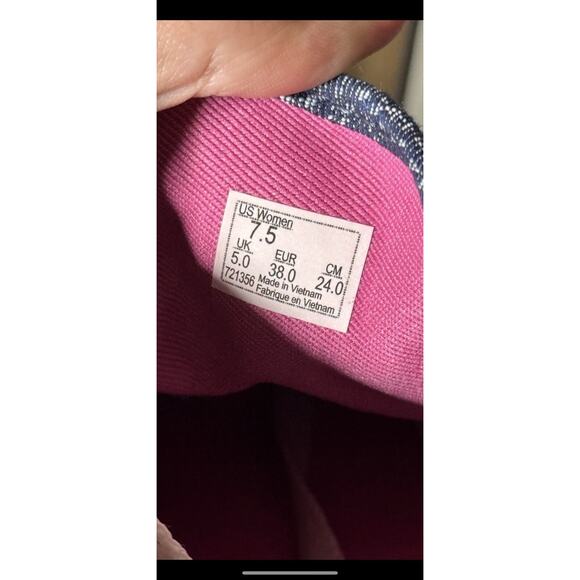 US Women
7.5
UK EUR CM
5.0 38.0 24.0
721356 Made in Vietnam
Fabrique en Vietnam